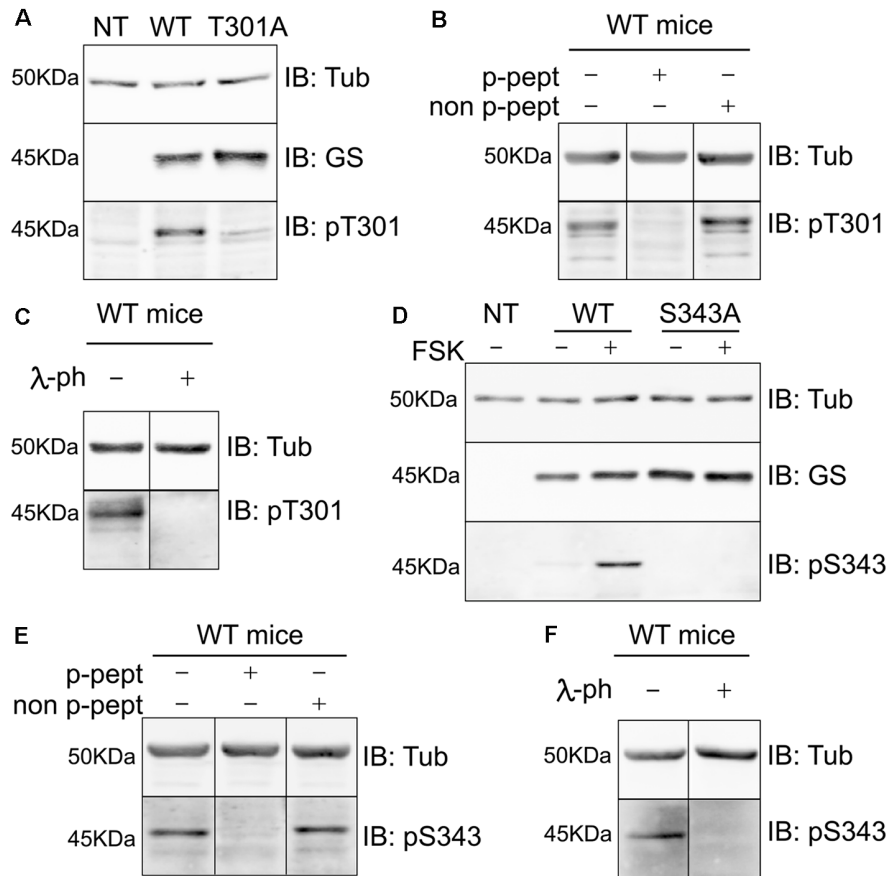 A
NT WT T301A
50KDa IB: Tub
45KDa IB: GS
45KDa IB: pT301
B
WT mice
p-pept − + −
non p-pept − − +
50KDa IB: Tub
45KDa IB: pT301
C
WT mice
λ-ph − +
50KDa IB: Tub
45KDa IB: pT301
D
NT WT S343A
FSK − − + − +
50KDa IB: Tub
45KDa IB: GS
45KDa IB: pS343
E
WT mice
p-pept − + −
non p-pept − − +
50KDa IB: Tub
45KDa IB: pS343
F
WT mice
λ-ph − +
50KDa IB: Tub
45KDa IB: pS343